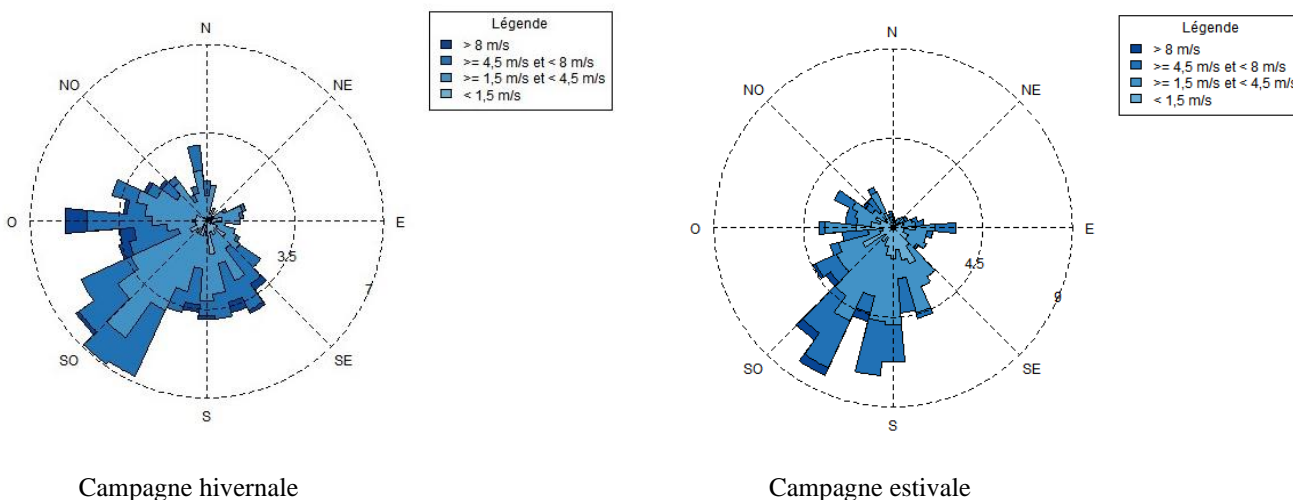 Légende
> 8 m/s
>= 4,5 m/s et < 8 m/s
>= 1,5 m/s et < 4,5 m/s
< 1,5 m/s
N
NO
NE
O
E
3.5
7
SO
SE
S
Campagne hivernale
Légende
> 8 m/s
>= 4,5 m/s et < 8 m/s
>= 1,5 m/s et < 4,5 m/s
< 1,5 m/s
N
NO
NE
O
E
4.5
9
SO
SE
S
Campagne estivale